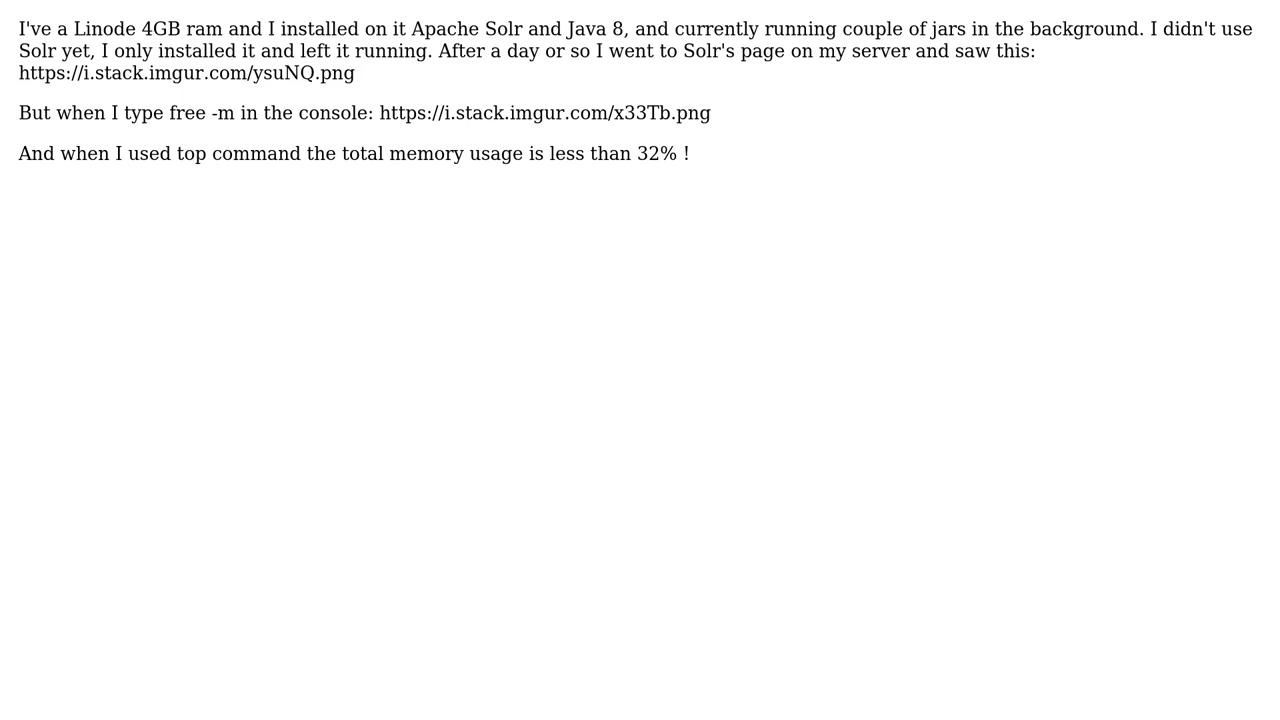 I've a Linode 4GB ram and I installed on it Apache Solr and Java 8, and currently running couple of jars in the background. I didn't use
Solr yet, I only installed it and left it running. After a day or so I went to Solr's page on my server and saw this:
https://i.stack.imgur.com/ysuNQ.png
But when I type free -m in the console: https://i.stack.imgur.com/x33Tb.png
And when I used top command the total memory usage is less than 32% !